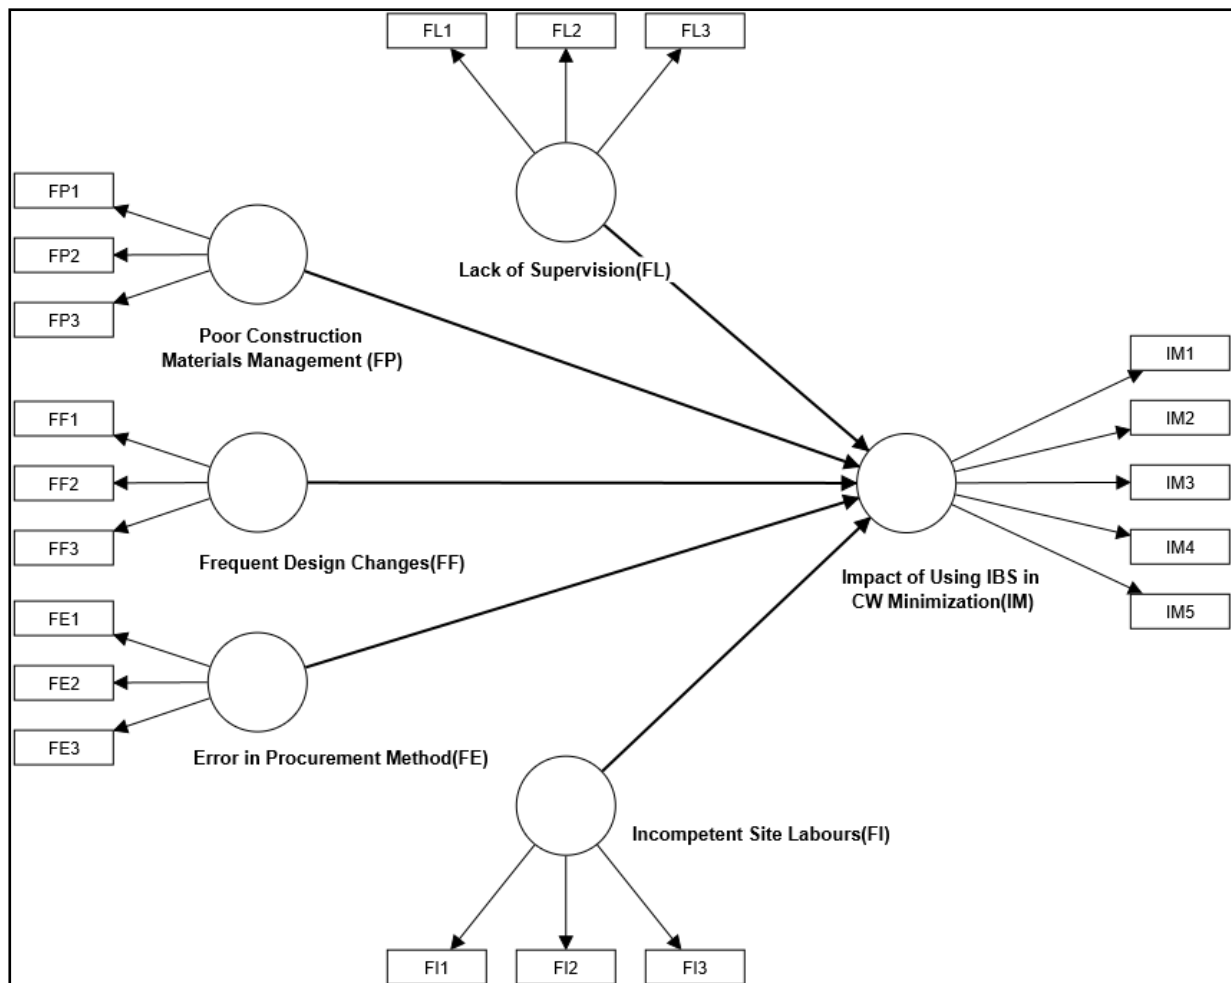 FL1
FL2
FL3
FP1
FP2
FP3
Lack of Supervision(FL)
Poor Construction
Materials Management (FP)
FF1
FF2
FF3
Frequent Design Changes(FF)
IM1
IM2
IM3
IM4
IM5
Impact of Using IBS in
CW Minimization(IM)
FE1
FE2
FE3
Error in Procurement Method(FE)
Incompetent Site Labours(FI)
FI1
FI2
FI3